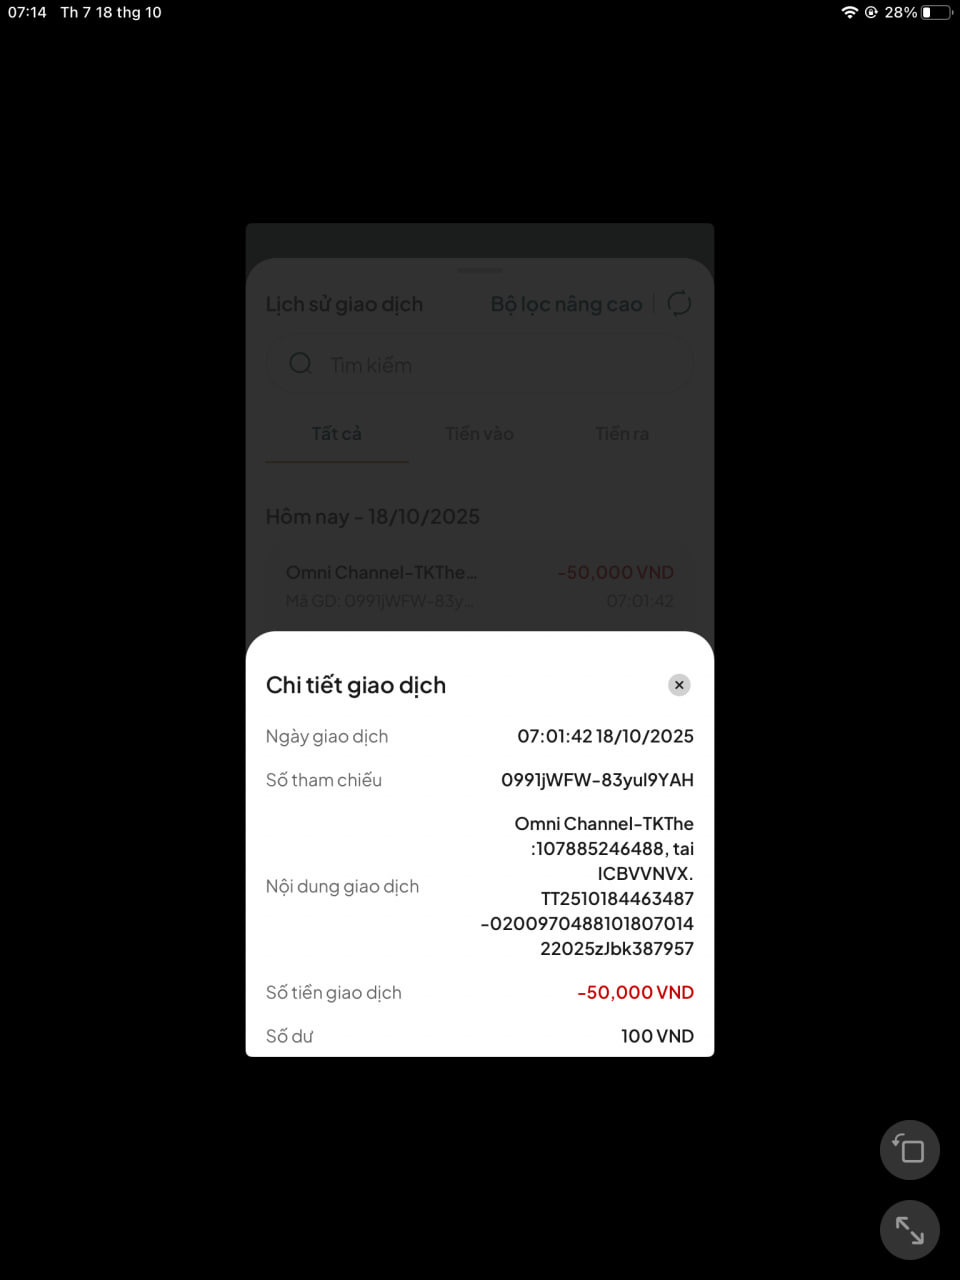 07:14 Th 7 18 thg 10 28%
Lịch sử giao dịch Bộ lọc nâng cao
Tìm kiếm
Tất cả Tiền vào Tiền ra
Hôm nay - 18/10/2025
Omni Channel-TKThe... -50,000 VND
Mã GD: 0991jWFW-83y... 07:01:42
Chi tiết giao dịch
Ngày giao dịch 07:01:42 18/10/2025
Số tham chiếu 0991jWFW-83yul9YAH
Nội dung giao dịch Omni Channel-TKThe
:107885246488, tai
ICBVVNVX.
TT2510184463487
-0200970488101807014
22025zJbk387957
Số tiền giao dịch -50,000 VND
Số dư 100 VND